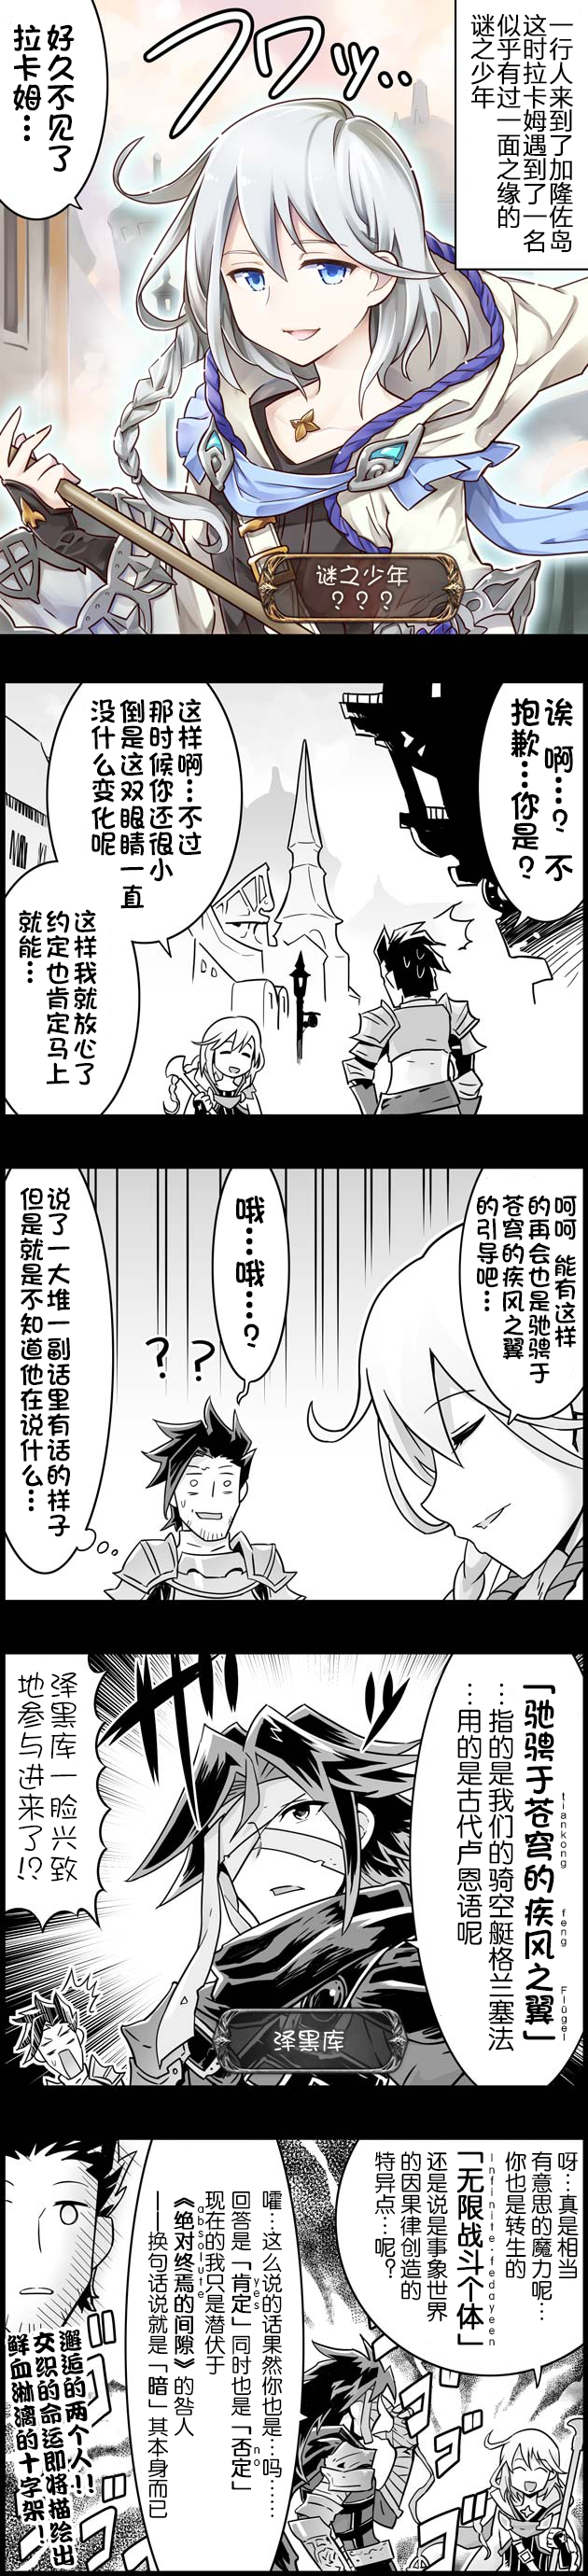 一行人来到了加隆佐岛
这时拉卡姆遇到了一名
似乎有过一面之缘的
谜之少年
フワッ‥
好久不见了
拉卡姆…
谜之少年
？？？
诶 啊…？不
抱歉…你是？
这样啊…不过
那时候你还很小
倒是这双眼睛一直
没什么变化呢
这样我就放心了
约定也肯定马上
就能…
呵呵 能有这样
的再会也是驰骋于
苍穹的疾风之翼
的引导吧…
哦…哦…？
？？
说了一大堆一副话里有话的样子
但是就是不知道他在说什么…
「驰骋于苍穹的疾风之翼」
tiankong
feng
Flügel
…指的是我们的骑空艇格兰塞法
…用的是古代卢恩语呢
泽黑库
泽黑库一脸兴致
地参与进来了!?
呀…真是相当
有意思的魔力呢…
你也是转生的
「无限战斗个体」
Infinite·fedayeen
还是说是事象世界
的因果律创造的
特异点…呢？
嚯…这么说的话果然你也是…吗……
回答是「肯定」同时也是「否定」
yes
no
现在的我只是潜伏于
《绝对终焉的间隙》的咎人
absolute
——换句话说就是「暗」其本身而已
邂逅的两个人!!
交织的命运即将描绘出
鲜血淋漓的十字架!